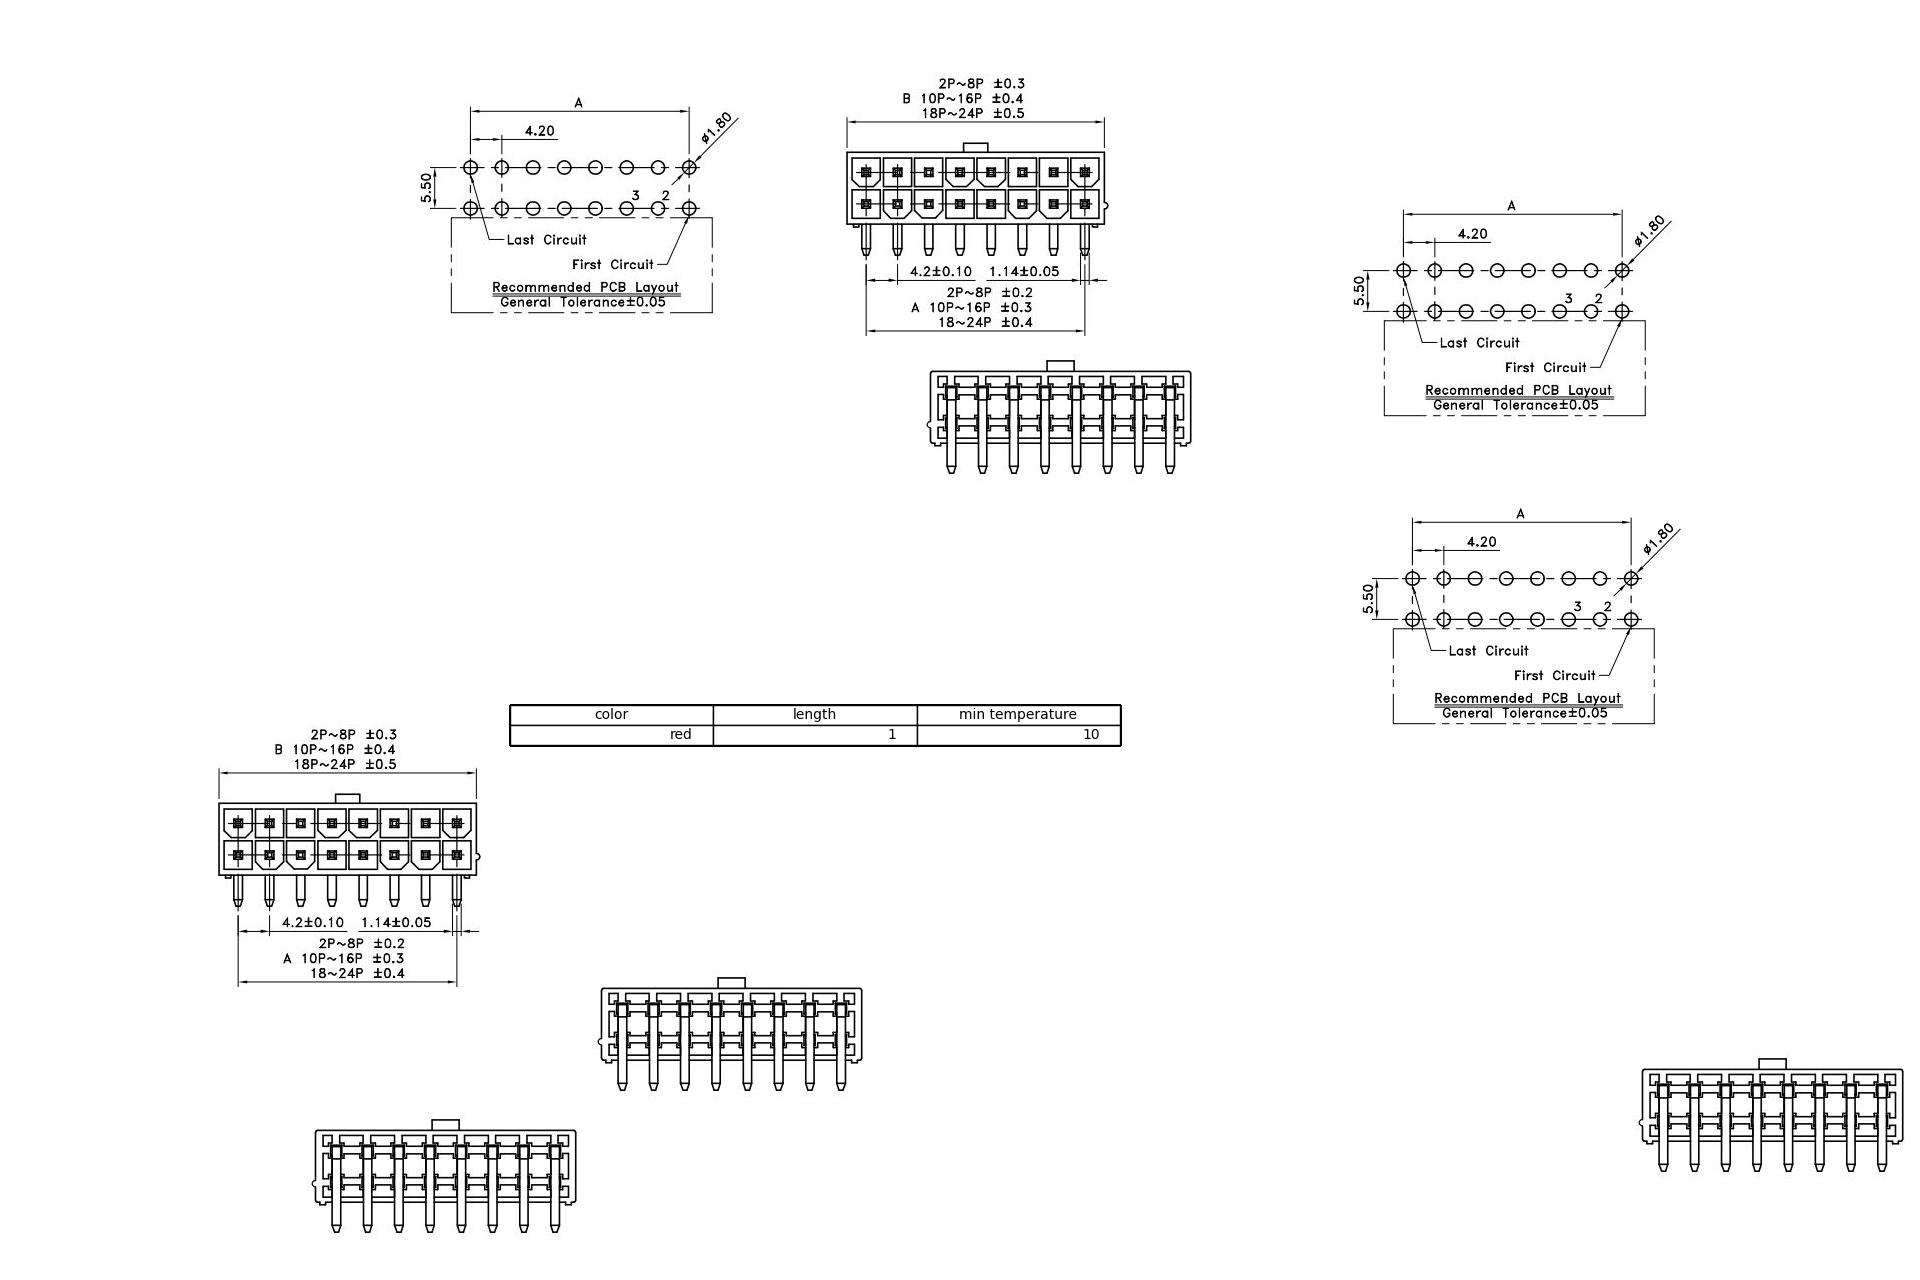 A
4.20
ø1.80
5.50
3 2
Last Circuit
First Circuit
Recommended PCB Layout
General Tolerance±0.05
2P~8P ±0.3
B 10P~16P ±0.4
18P~24P ±0.5
4.2±0.10 1.14±0.05
2P~8P ±0.2
A 10P~16P ±0.3
18~24P ±0.4
A
4.20
ø1.80
5.50
3 2
Last Circuit
First Circuit
Recommended PCB Layout
General Tolerance±0.05
A
4.20
ø1.80
5.50
3 2
Last Circuit
First Circuit
Recommended PCB Layout
General Tolerance±0.05
color length min temperature
red 1 10
2P~8P ±0.3
B 10P~16P ±0.4
18P~24P ±0.5
4.2±0.10 1.14±0.05
2P~8P ±0.2
A 10P~16P ±0.3
18~24P ±0.4